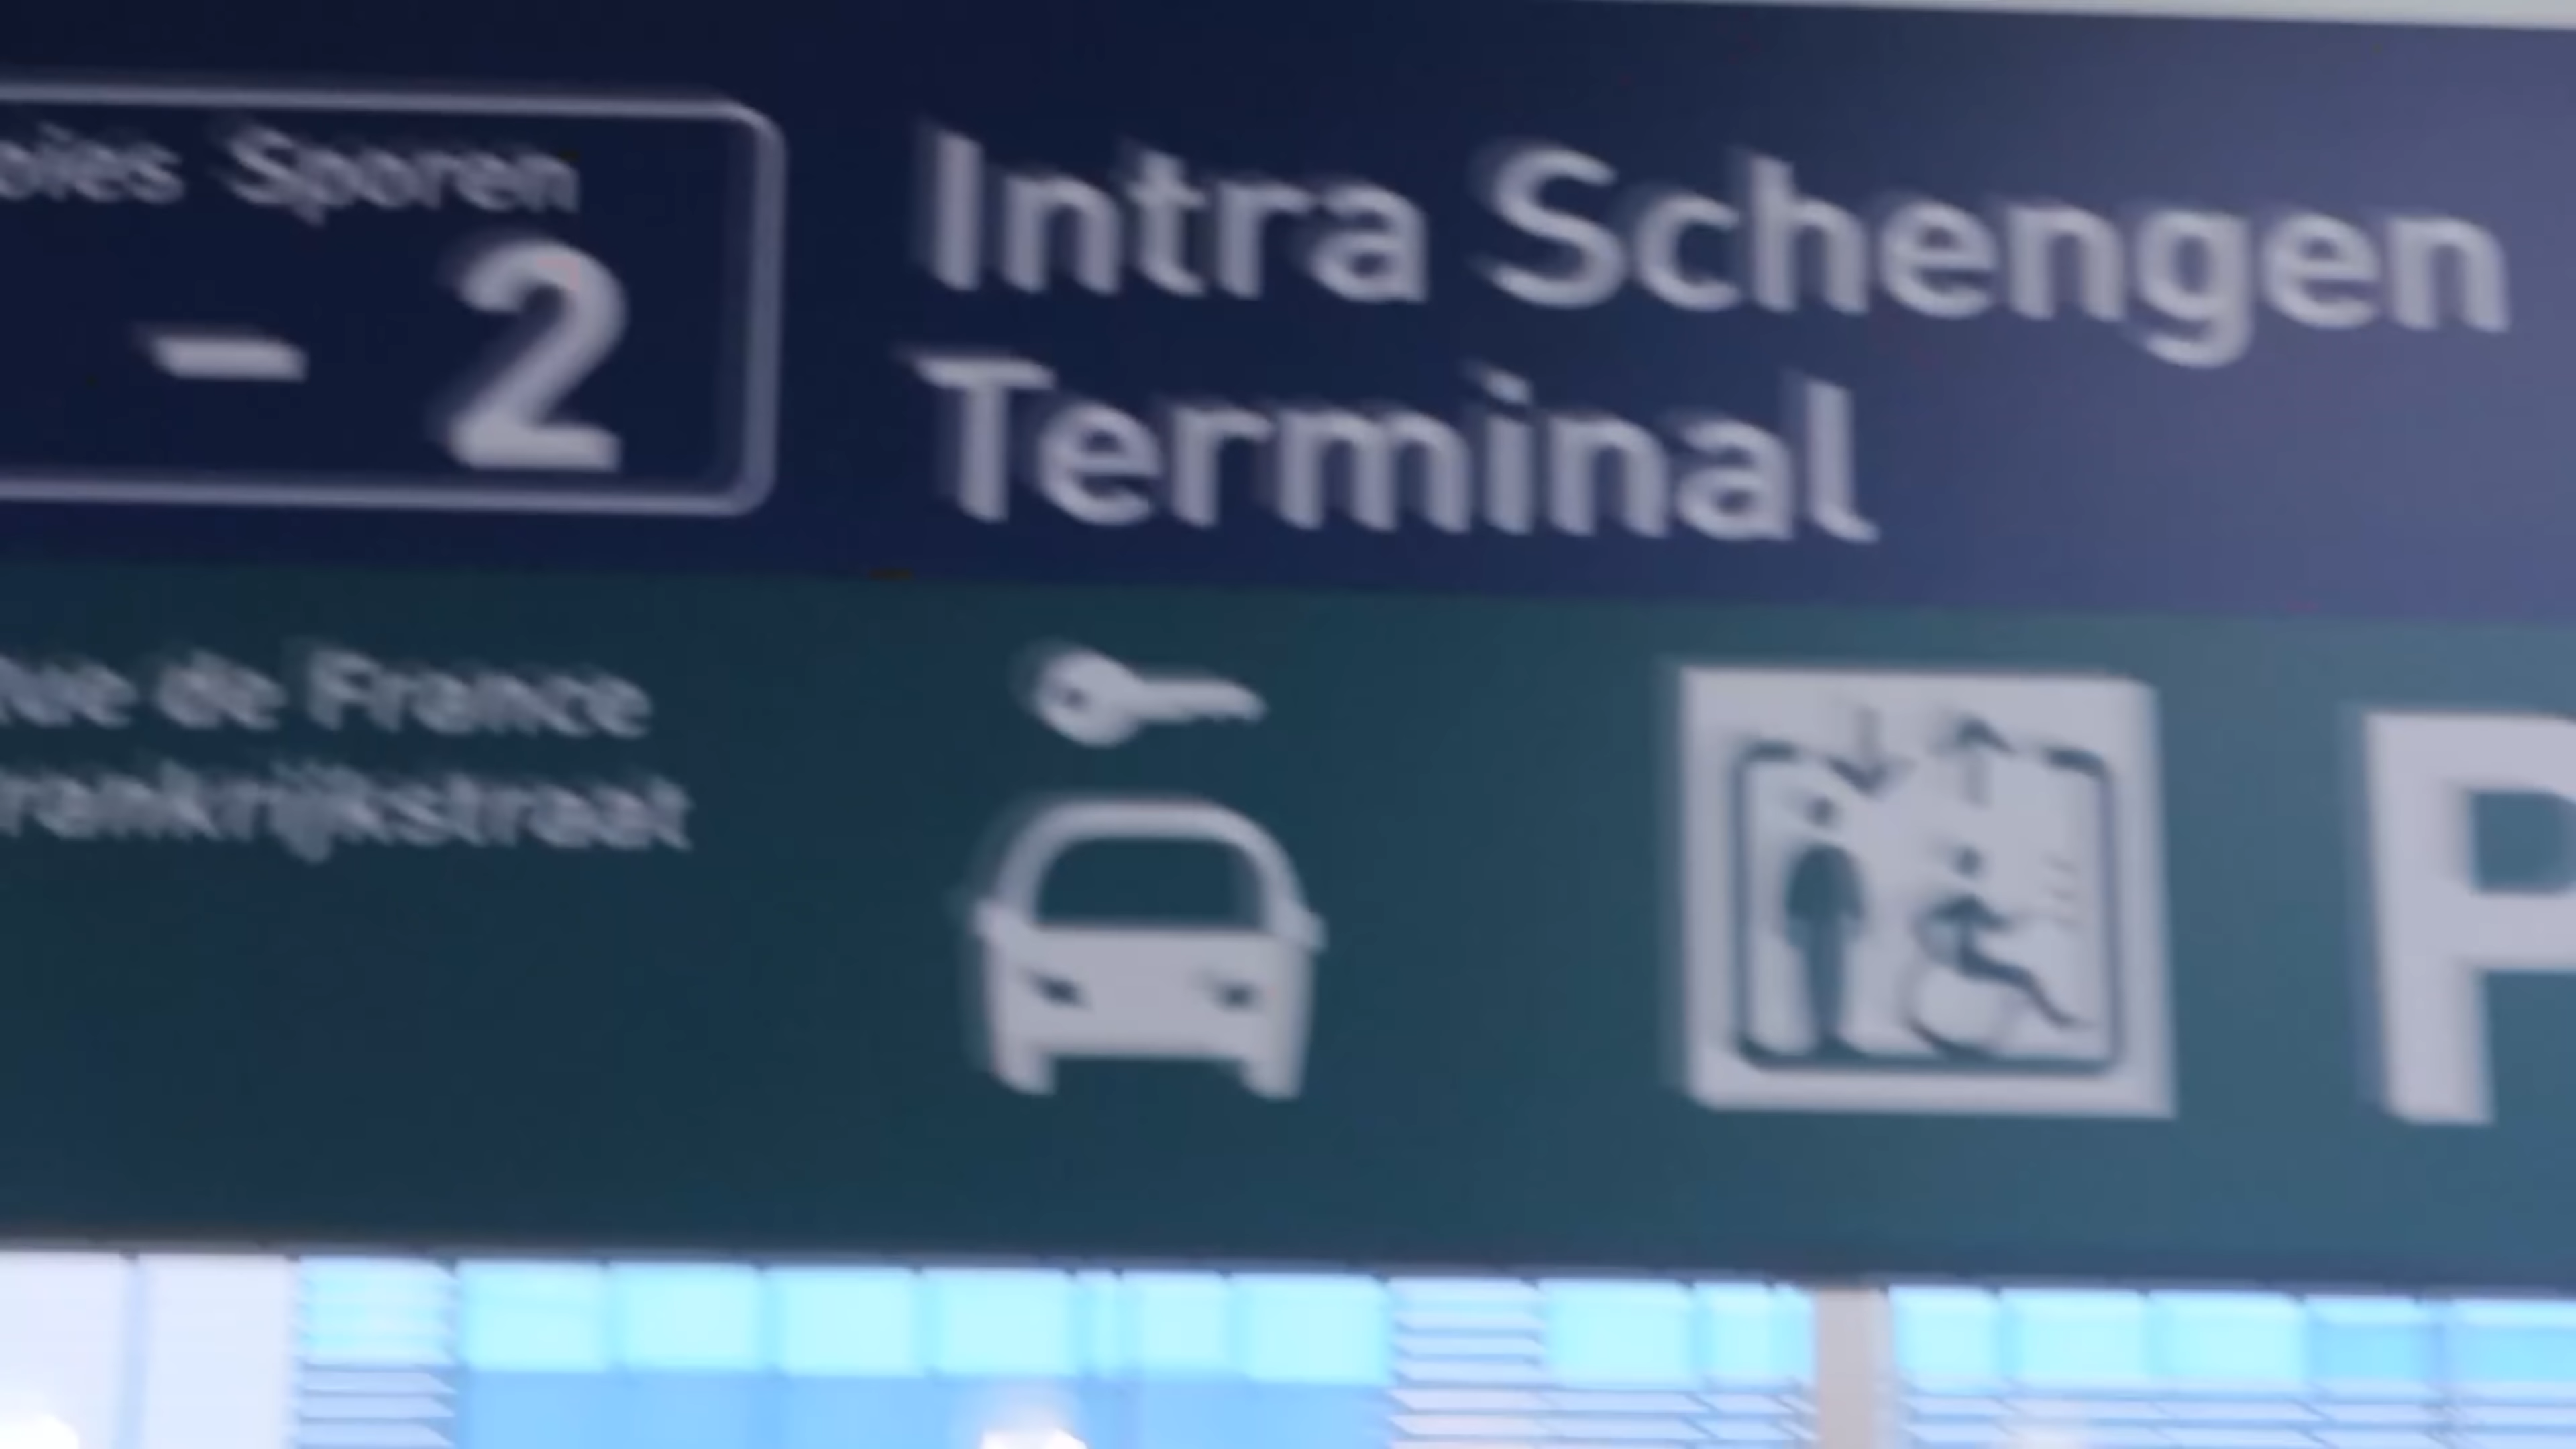 Sporen
- 2
Intra Schengen
Terminal
de France
P